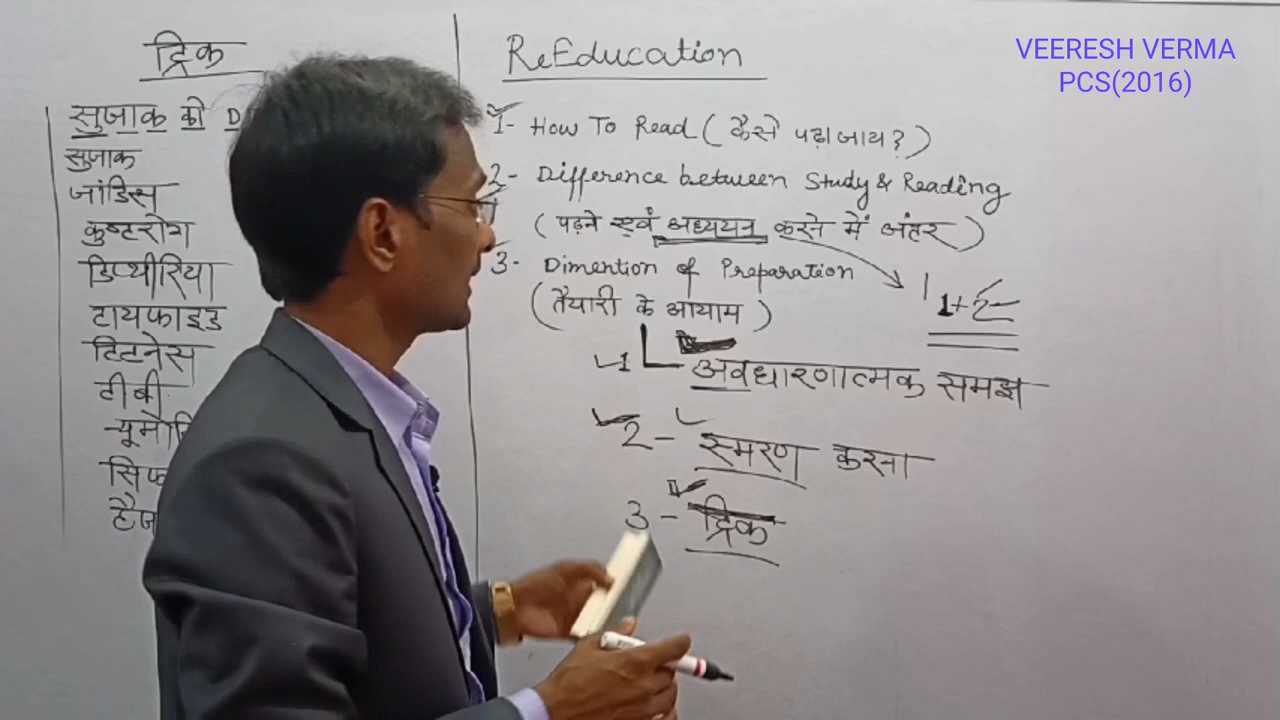 ट्रिक
सुजाक को D
सुजाक
जांडिस
कुष्टरोग
डिप्थीरिया
टायफाइड
टिटनेस
टीबी
ReEducation
1- How To Read (कैसे पढ़ा जाय?)
2- Difference between Study & Reading
(पढ़ने एवं अध्ययन करने में अंतर)
3- Dimention of Preparation
(तैयारी के आयाम)
1 अवधारणात्मक समझ
2- स्मरण करना
3- ट्रिक
VEERESH VERMA
PCS(2016)